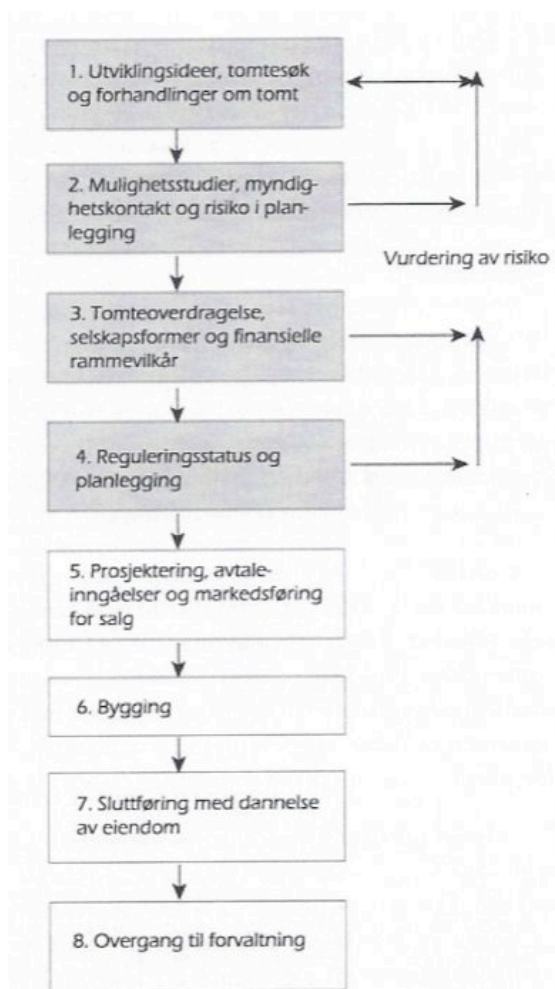 1. Utviklingsideer, tomtesøk
og forhandlinger om tomt
2. Mulighetsstudier, myndig-
hetskontakt og risiko i plan-
legging
Vurdering av risiko
3. Tomteoverdragelse,
selskapsformer og finansielle
rammevilkår
4. Reguleringsstatus og
planlegging
5. Prosjektering, avtale-
inngåelser og markedsføring
for salg
6. Bygging
7. Sluttføring med dannelse
av eiendom
8. Overgang til forvaltning